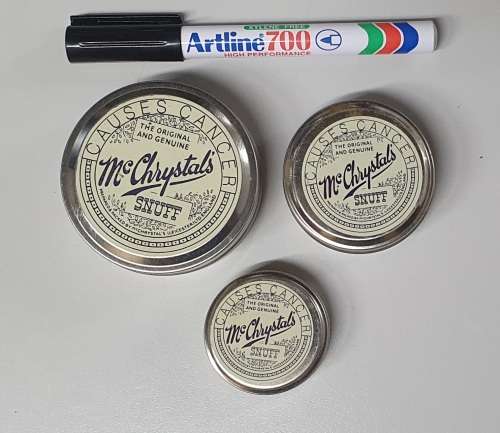 XYLENE FREE
Artline 700
HIGH PERFORMANCE
CAUSES CANCER
THE ORIGINAL
AND GENUINE
McChrystal's
SNUFF
CAUSES CANCER
THE ORIGINAL
AND GENUINE
McChrystal's
SNUFF
CAUSES CANCER
THE ORIGINAL
AND GENUINE
McChrystal's
SNUFF